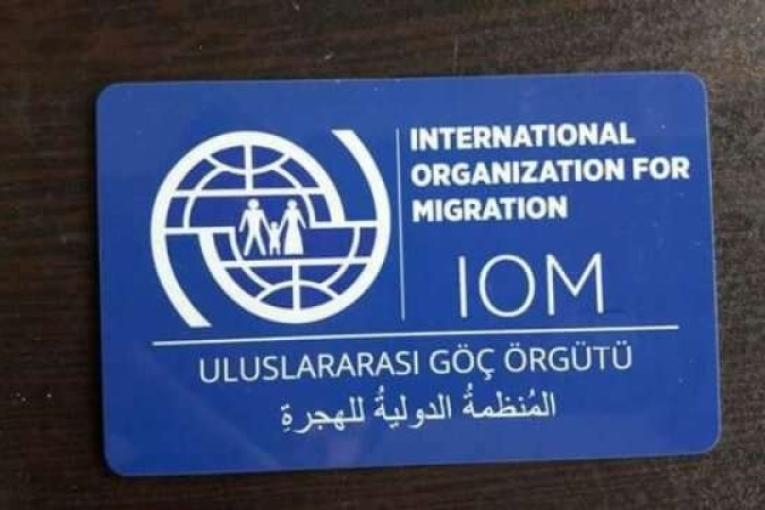 INTERNATIONAL
ORGANIZATION FOR
MIGRATION
IOM
ULUSLARARASI GÖÇ ÖRGÜTÜ
المُنظمةُ الدوليةُ للهجرةِ